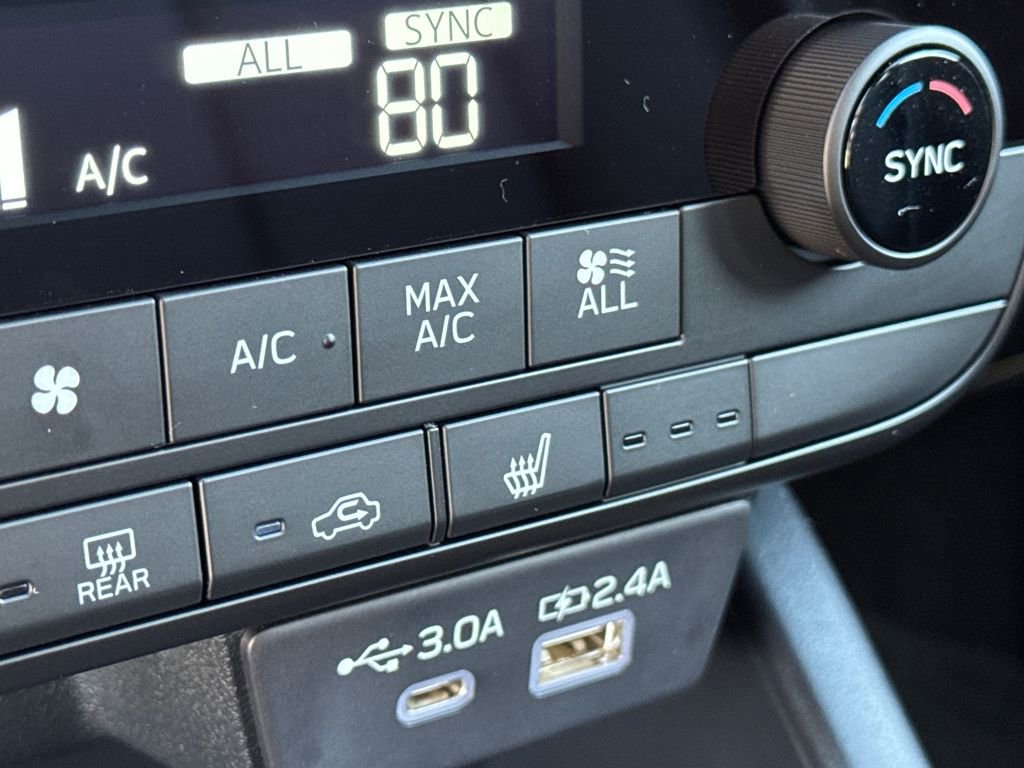 ALL
SYNC
80
A/C
SYNC
A/C
MAX
A/C
ALL
REAR
3.0A
2.4A